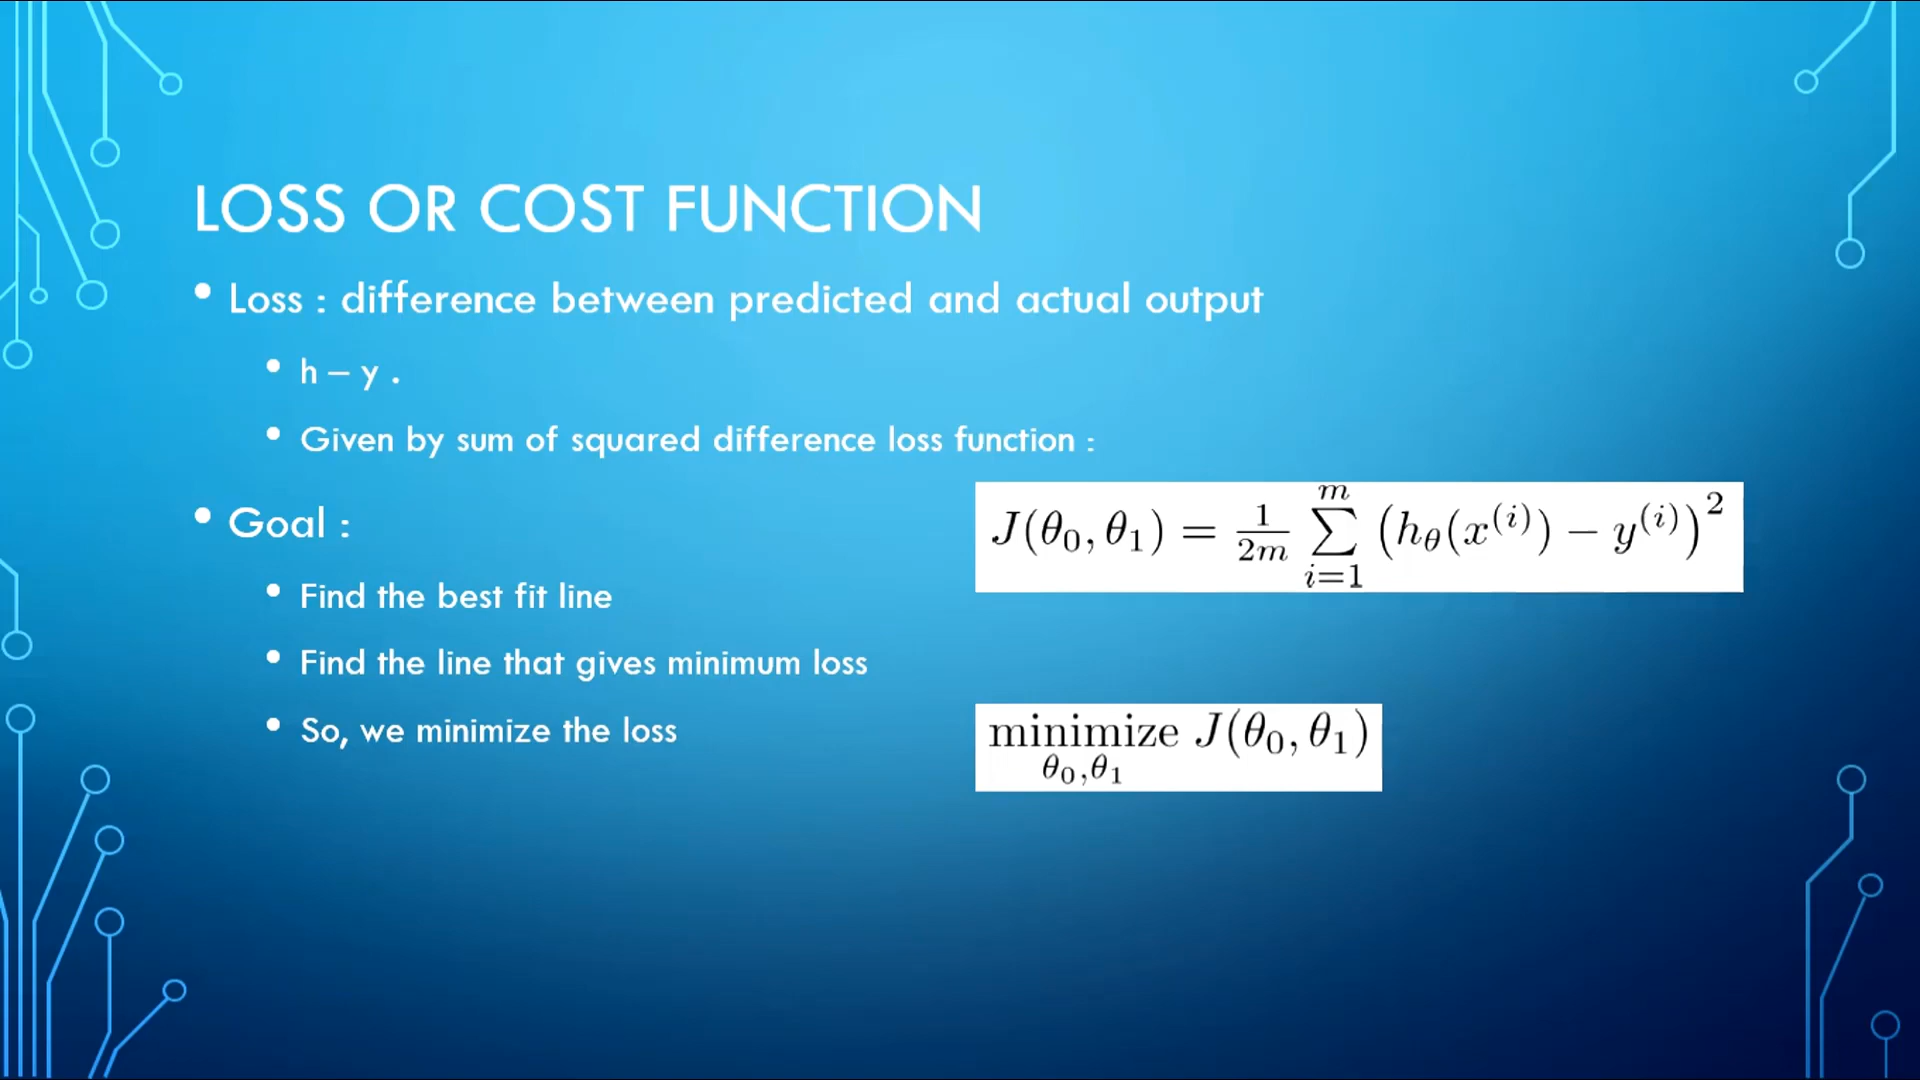 LOSS OR COST FUNCTION
• Loss : difference between predicted and actual output
• h – y .
• Given by sum of squared difference loss function :
J(θ₀, θ₁) = 1/2m ∑ᵢ₌₁ᵐ (h_θ(x⁽ⁱ⁾) − y⁽ⁱ⁾)²
• Goal :
• Find the best fit line
• Find the line that gives minimum loss
• So, we minimize the loss
minimize J(θ₀, θ₁)
θ₀,θ₁